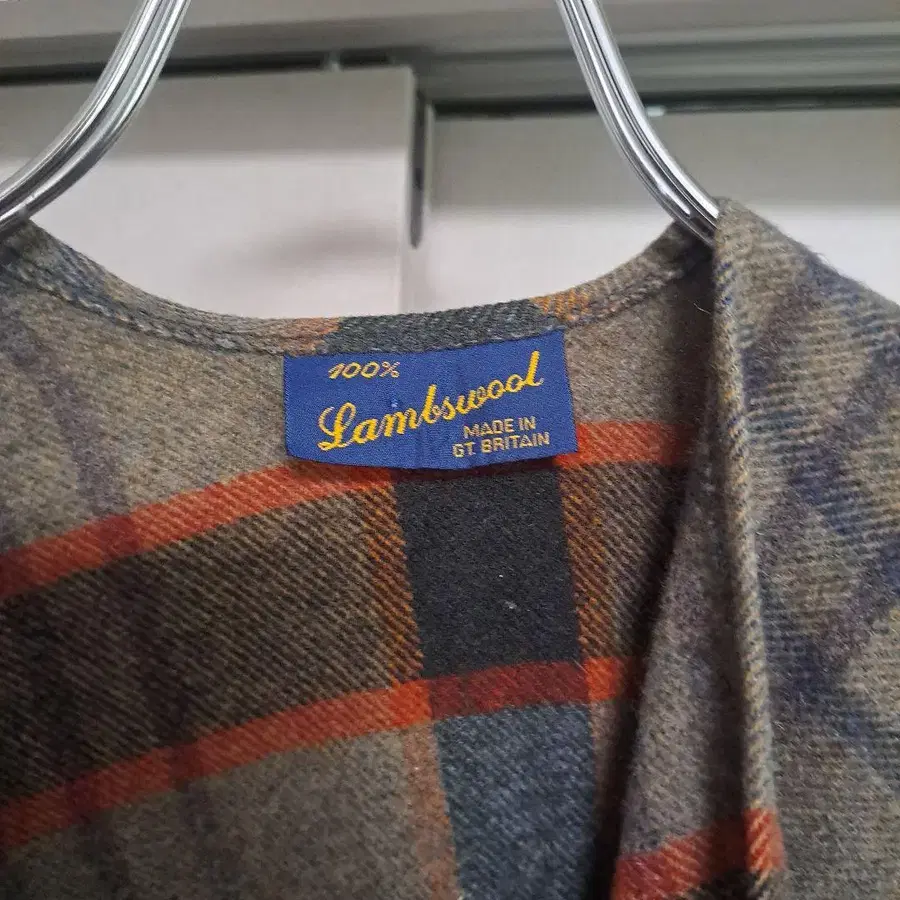 100%
Lambswool
MADE IN
GT. BRITAIN